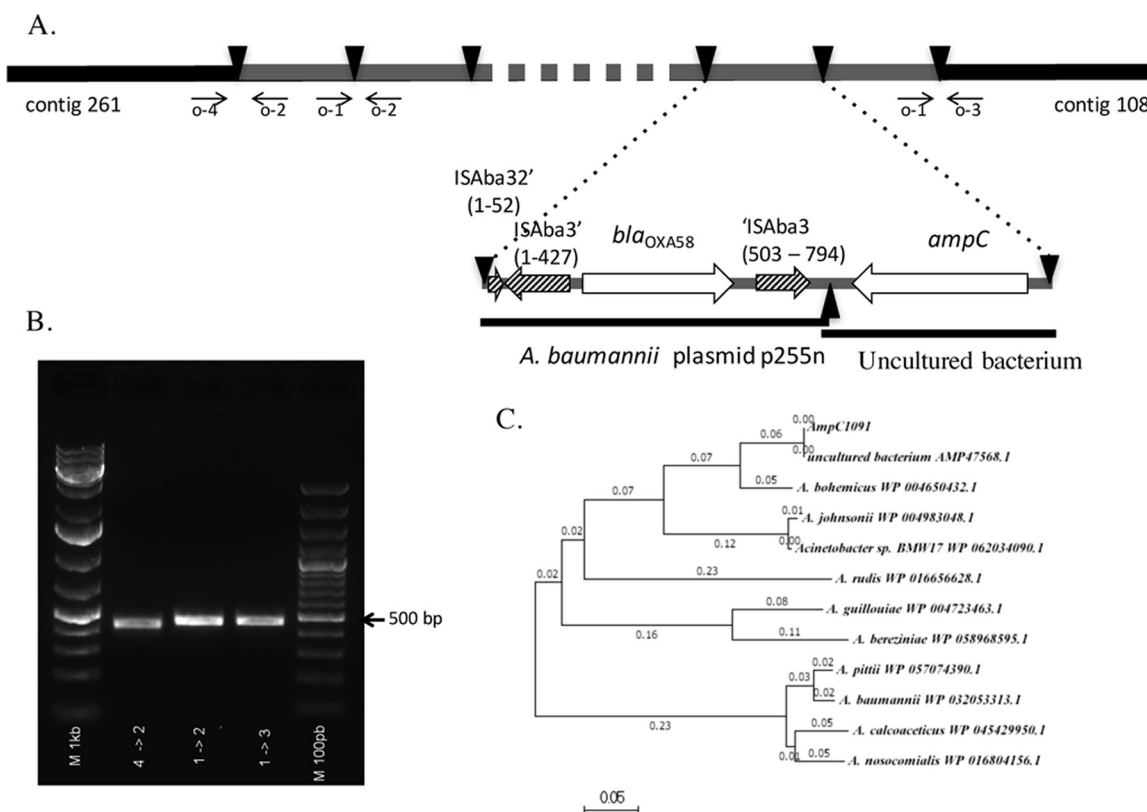 A.
contig 261
o-4
o-2
o-1
o-2
o-1
o-3
contig 108
ISAba32’
(1-52)
ISAba3’
(1-427)
blaOXA58
‘ISAba3
(503 – 794)
ampC
A. baumannii plasmid p255n
Uncultured bacterium
B.
500 bp
M 1kb
4 -> 2
1 -> 2
1 -> 3
M 100pb
C.
0.00
AmpC1091
0.06
0.00
uncultured bacterium AMP47568.1
0.07
0.05
A. bohemicus WP 004650432.1
0.07
0.01
A. johnsonii WP 004983048.1
0.12
0.00
Acinetobacter sp. BMW17 WP 062034090.1
0.02
0.23
A. rudis WP 016656628.1
0.02
0.08
A. guillouiae WP 004723463.1
0.16
0.11
A. bereziniae WP 058968595.1
0.02
A. pittii WP 057074390.1
0.03
0.02
A. baumannii WP 032053313.1
0.23
0.05
A. calcoaceticus WP 045429950.1
0.01
0.05
A. nosocomialis WP 016804156.1
0.05